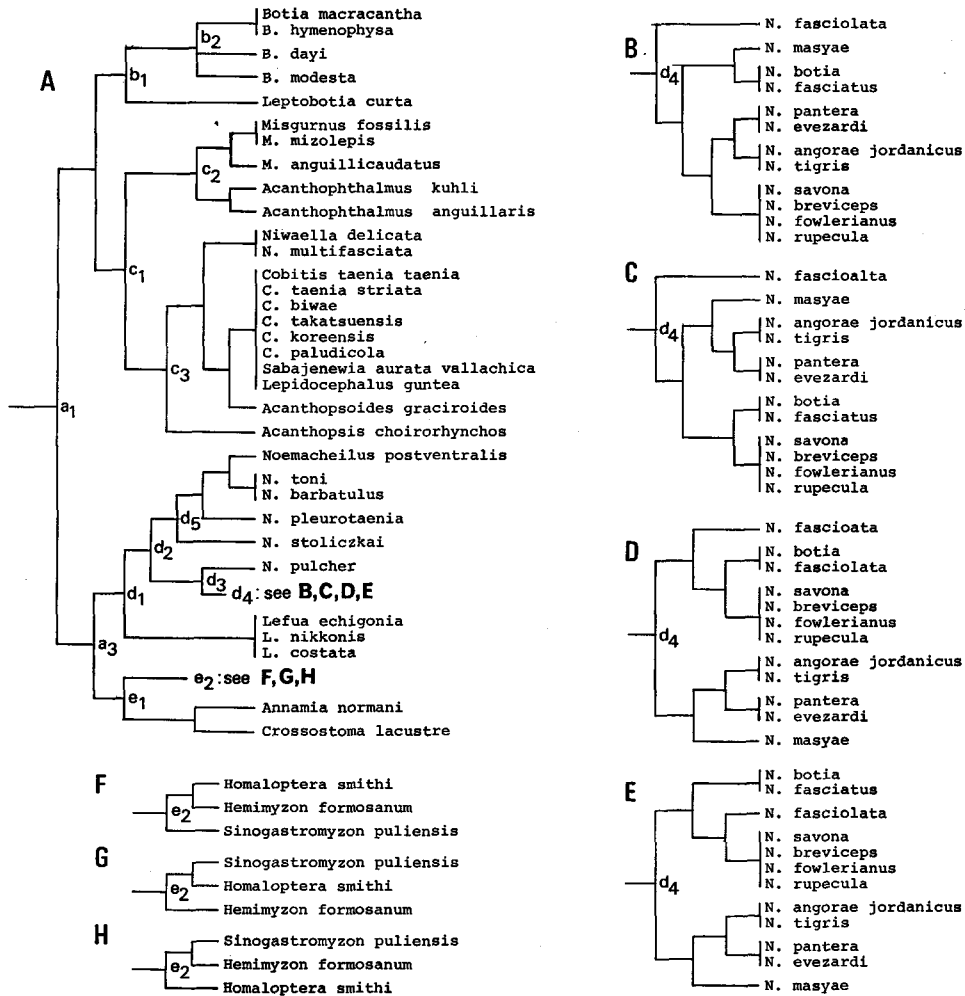 A
Botia macracantha
B. hymenophysa
b2
B. dayi
B. modesta
b1
Leptobotia curta
Misgurnus fossilis
M. mizolepis
M. anguillicaudatus
c2
Acanthophthalmus kuhli
Acanthophthalmus anguillaris
Niwaella delicata
N. multifasciata
c1
Cobitis taenia taenia
C. taenia striata
C. biwae
C. takatsuensis
C. koreensis
C. paludicola
Sabajenewia aurata vallachica
Lepidocephalus guntea
c3
Acanthopsoides graciroides
a1
Acanthopsis choirorhynchos
Noemacheilus postventralis
N. toni
N. barbatulus
d5
N. pleurotaenia
d2
N. stoliczkai
N. pulcher
d3
d4: see B,C,D,E
d1
Lefua echigonia
L. nikkonis
L. costata
a3
e2: see F,G,H
e1
Annamia normani
Crossostoma lacustre
F
Homaloptera smithi
e2
Hemimyzon formosanum
Sinogastromyzon puliensis
G
Sinogastromyzon puliensis
e2
Homaloptera smithi
Hemimyzon formosanum
H
Sinogastromyzon puliensis
e2
Hemimyzon formosanum
Homaloptera smithi
B
N. fasciolata
N. masyae
d4
N. botia
N. fasciatus
N. pantera
N. evezardi
N. angorae jordanicus
N. tigris
N. savona
N. breviceps
N. fowlerianus
N. rupecula
C
N. fascioalta
N. masyae
d4
N. angorae jordanicus
N. tigris
N. pantera
N. evezardi
N. botia
N. fasciatus
N. savona
N. breviceps
N. fowlerianus
N. rupecula
D
N. fascioata
N. botia
N. fasciolata
N. savona
N. breviceps
N. fowlerianus
N. rupecula
d4
N. angorae jordanicus
N. tigris
N. pantera
N. evezardi
N. masyae
E
N. botia
N. fasciatus
N. fasciolata
N. savona
N. breviceps
N. fowlerianus
N. rupecula
d4
N. angorae jordanicus
N. tigris
N. pantera
N. evezardi
N. masyae